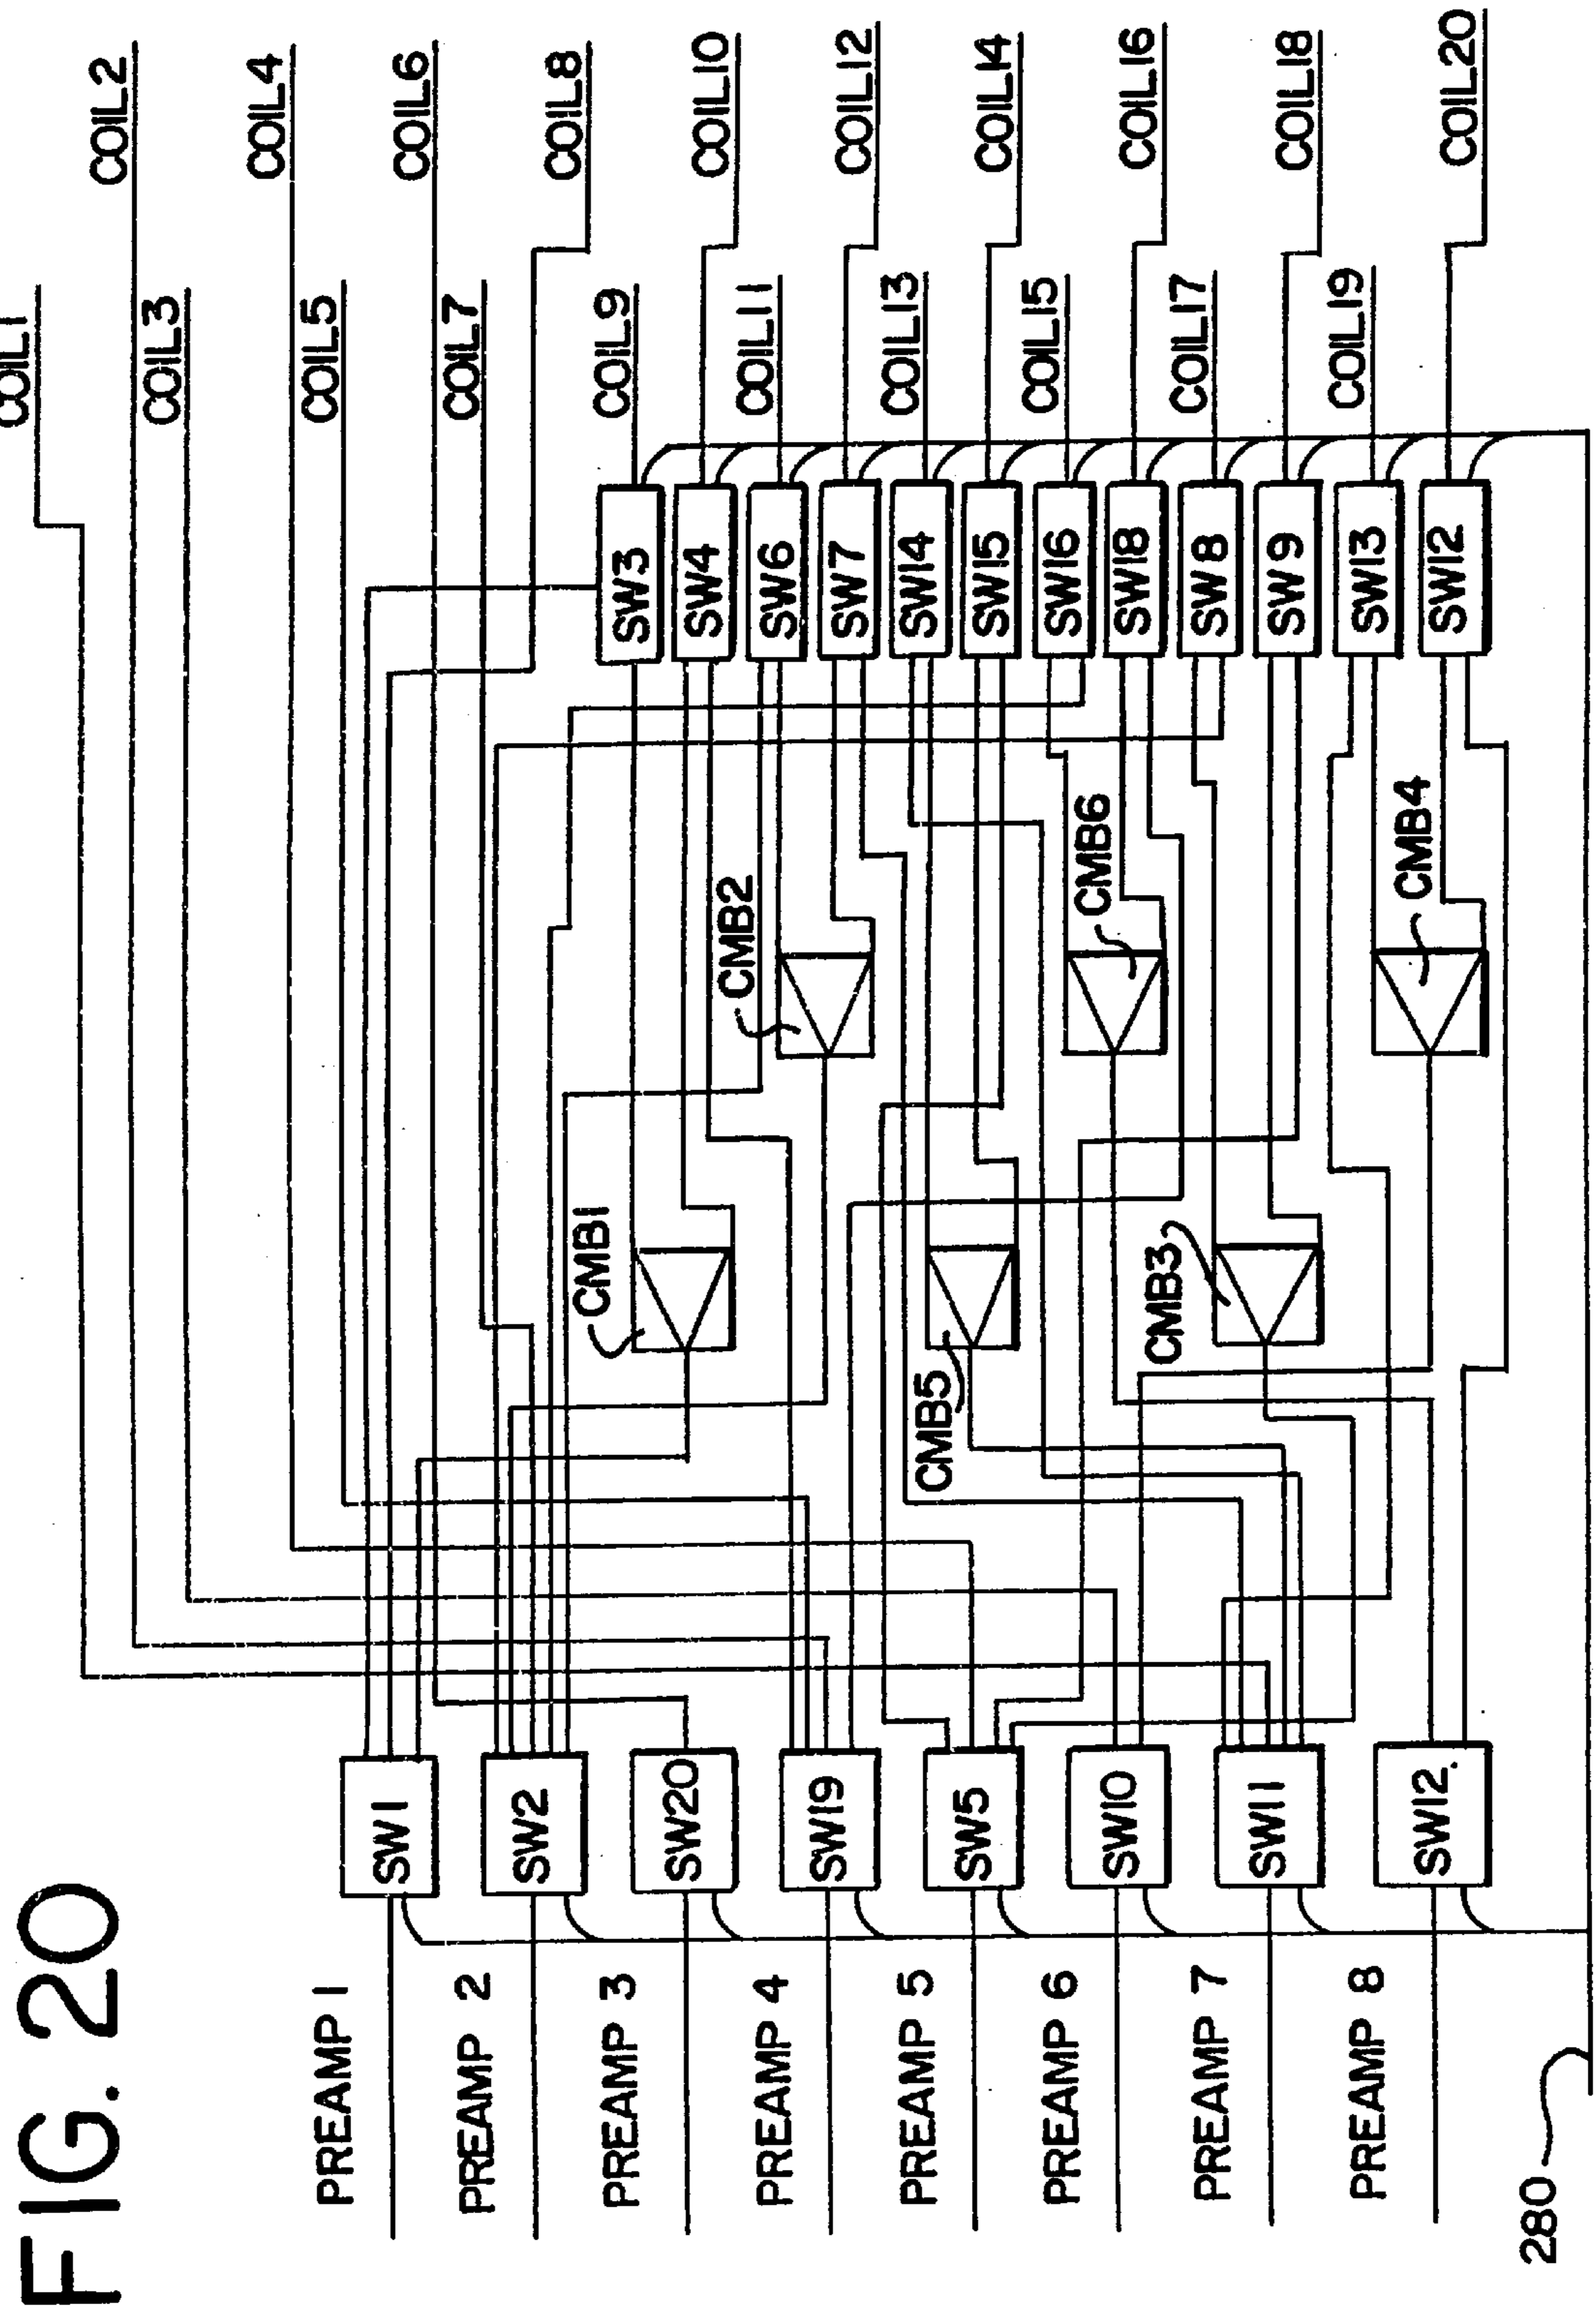 FIG. 20
COIL1
COIL2
COIL3
COIL4
COIL5
COIL6
COIL7
COIL8
COIL9
COIL10
COIL11
COIL12
COIL13
COIL14
COIL15
COIL16
COIL17
COIL18
COIL19
COIL20
SW3
SW4
SW6
SW7
SW14
SW15
SW16
SW18
SW8
SW9
SW13
SW12
CMB1
CMB2
CMB5
CMB6
CMB3
CMB4
SW1
SW2
SW20
SW19
SW5
SW10
SW11
SW12.
PREAMP 1
PREAMP 2
PREAMP 3
PREAMP 4
PREAMP 5
PREAMP 6
PREAMP 7
PREAMP 8
280